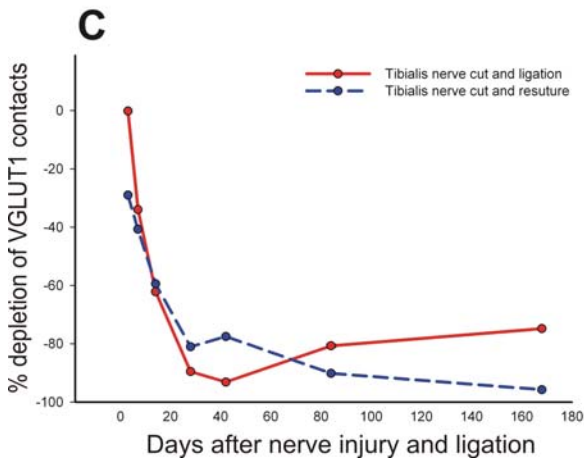 C
Tibialis nerve cut and ligation
Tibialis nerve cut and resuture
% depletion of VGLUT1 contacts
0
-20
-40
-60
-80
-100
0 20 40 60 80 100 120 140 160 180
Days after nerve injury and ligation